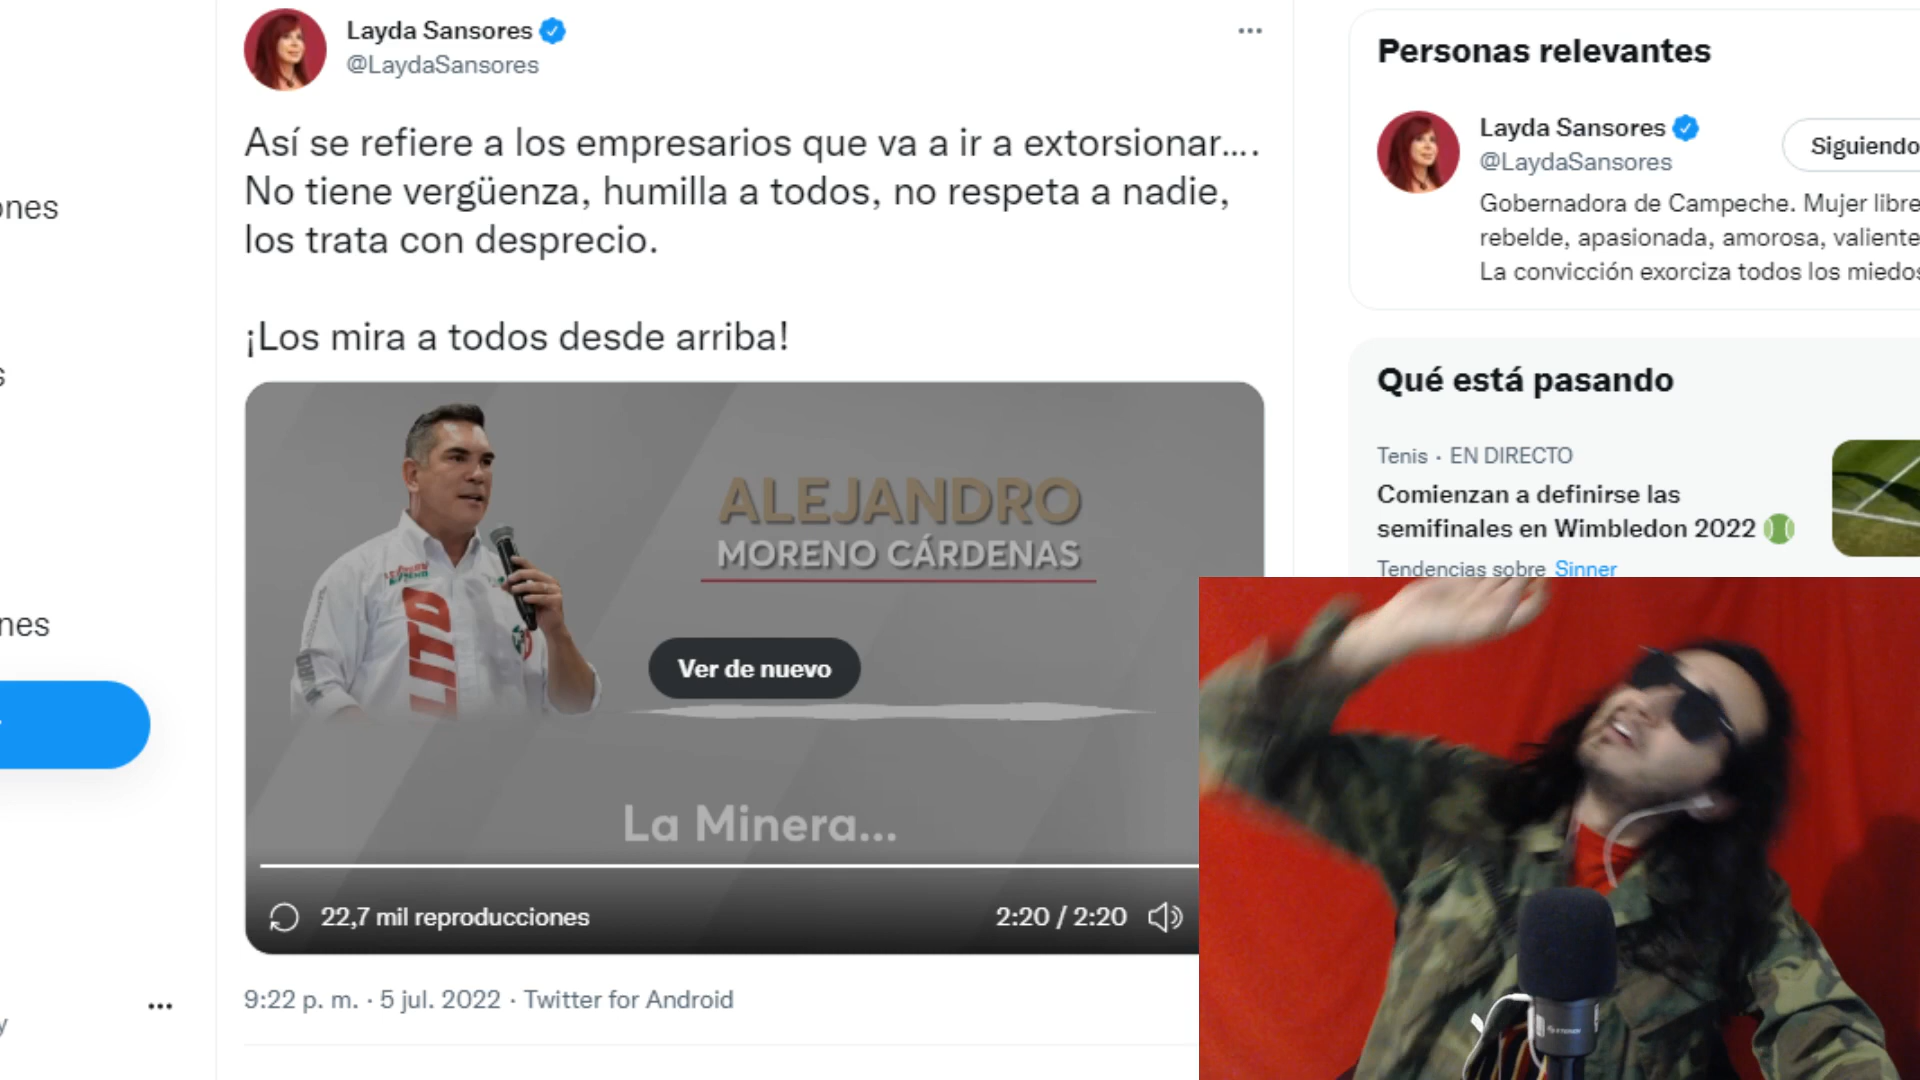 Layda Sansores
@LaydaSansores
Así se refiere a los empresarios que va a ir a extorsionar....
No tiene vergüenza, humilla a todos, no respeta a nadie,
los trata con desprecio.
¡Los mira a todos desde arriba!
ALEJANDRO
MORENO CÁRDENAS
LITO
Ver de nuevo
La Minera...
22,7 mil reproducciones
2:20 / 2:20
9:22 p. m. · 5 jul. 2022 · Twitter for Android
ones
s
nes
y
Personas relevantes
Layda Sansores
@LaydaSansores
Siguiendo
Gobernadora de Campeche. Mujer libre
rebelde, apasionada, amorosa, valiente
La convicción exorciza todos los miedos
Qué está pasando
Tenis · EN DIRECTO
Comienzan a definirse las
semifinales en Wimbledon 2022
Tendencias sobre Sinner